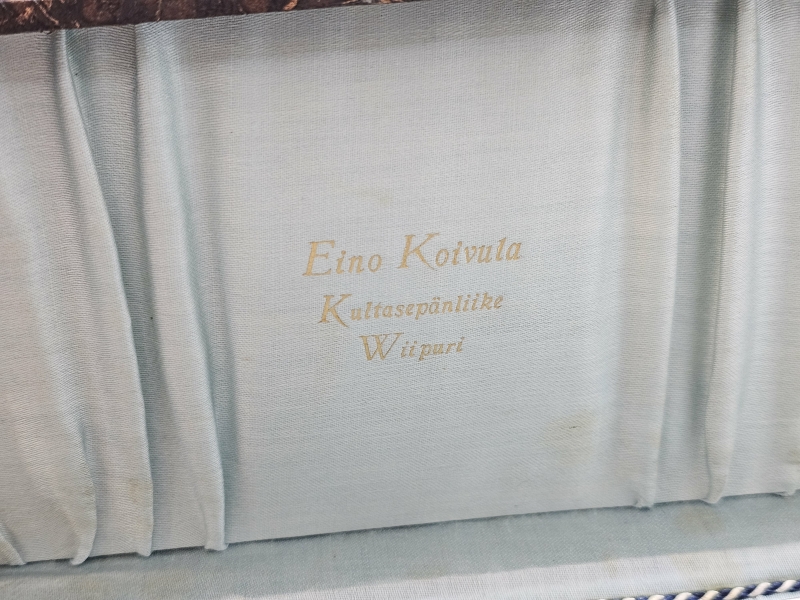 Eino Koivula
Kultasepänliike
Wiipuri